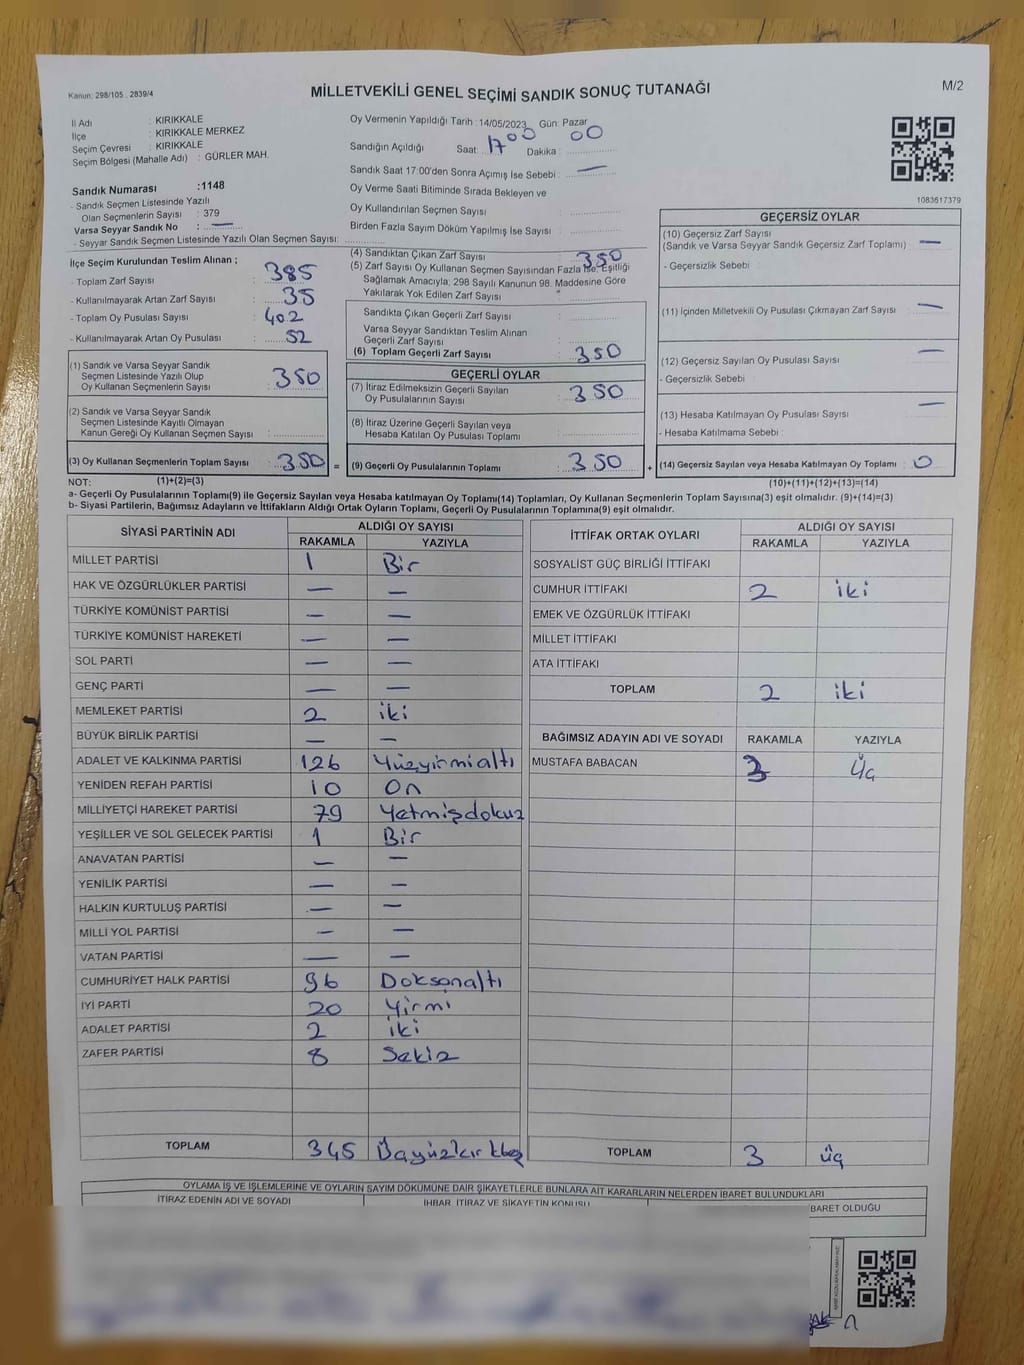 Kanun: 298/105 , 2839/4
MİLLETVEKİLİ GENEL SEÇİMİ SANDIK SONUÇ TUTANAĞI
M/2
İl Adı : KIRIKKALE
İlçe : KIRIKKALE MERKEZ
Seçim Çevresi : KIRIKKALE
Seçim Bölgesi (Mahalle Adı) : GÜRLER MAH.
Sandık Numarası :1148
- Sandık Seçmen Listesinde Yazılı
Olan Seçmenlerin Sayısı : 379
Varsa Seyyar Sandık No : —
- Seyyar Sandık Seçmen Listesinde Yazılı Olan Seçmen Sayısı:
Oy Vermenin Yapıldığı Tarih :14/05/2023 Gün: Pazar
Sandığın Açıldığı Saat: 17 00 Dakika : 00
Sandık Saat 17:00'den Sonra Açımış İse Sebebi : —
Oy Verme Saati Bitiminde Sırada Bekleyen ve
Oy Kullandırılan Seçmen Sayısı :
Birden Fazla Sayım Döküm Yapılmış İse Sayısı :
1083617379
İlçe Seçim Kurulundan Teslim Alınan ;
- Toplam Zarf Sayısı : 385
- Kullanılmayarak Artan Zarf Sayısı : 35
- Toplam Oy Pusulası Sayısı : 402
- Kullanılmayarak Artan Oy Pusulası : 52
(1) Sandık ve Varsa Seyyar Sandık
Seçmen Listesinde Yazılı Olup
Oy Kullanan Seçmenlerin Sayısı : 350
(2) Sandık ve Varsa Seyyar Sandık
Seçmen Listesinde Kayıtlı Olmayan
Kanun Gereği Oy Kullanan Seçmen Sayısı :
(3) Oy Kullanan Seçmenlerin Toplam Sayısı : 350 =
(1)+(2)=(3)
(4) Sandıktan Çıkan Zarf Sayısı : 350
(5) Zarf Sayısı Oy Kullanan Seçmen Sayısından Fazla İse, Eşitliği
Sağlamak Amacıyla, 298 Sayılı Kanunun 98. Maddesine Göre
Yakılarak Yok Edilen Zarf Sayısı
Sandıkta Çıkan Geçerli Zarf Sayısı :
Varsa Seyyar Sandıktan Teslim Alınan
Geçerli Zarf Sayısı :
(6) Toplam Geçerli Zarf Sayısı : 350
GEÇERLİ OYLAR
(7) İtiraz Edilmeksizin Geçerli Sayılan
Oy Pusulalarının Sayısı : 350
(8) İtiraz Üzerine Geçerli Sayılan veya
Hesaba Katılan Oy Pusulası Toplamı :
(9) Geçerli Oy Pusulalarının Toplamı : 350 +
GEÇERSİZ OYLAR
(10) Geçersiz Zarf Sayısı
(Sandık ve Varsa Seyyar Sandık Geçersiz Zarf Toplamı) : —
- Geçersizlik Sebebi :
(11) İçinden Milletvekili Oy Pusulası Çıkmayan Zarf Sayısı : —
(12) Geçersiz Sayılan Oy Pusulası Sayısı : —
- Geçersizlik Sebebi :
(13) Hesaba Katılmayan Oy Pusulası Sayısı : —
- Hesaba Katılmama Sebebi :
(14) Geçersiz Sayılan veya Hesaba Katılmayan Oy Toplamı : 0
(10)+(11)+(12)+(13)=(14)
NOT:
a- Geçerli Oy Pusulalarının Toplamı(9) ile Geçersiz Sayılan veya Hesaba katılmayan Oy Toplamı(14) Toplamları, Oy Kullanan Seçmenlerin Toplam Sayısına(3) eşit olmalıdır. (9)+(14)=(3)
b- Siyasi Partilerin, Bağımsız Adayların ve İttifakların Aldığı Ortak Oyların Toplamı, Geçerli Oy Pusulalarının Toplamına(9) eşit olmalıdır.
SİYASİ PARTİNİN ADI ALDIĞI OY SAYISI
RAKAMLA YAZIYLA
MİLLET PARTİSİ 1 Bir
HAK VE ÖZGÜRLÜKLER PARTİSİ — —
TÜRKİYE KOMÜNİST PARTİSİ — —
TÜRKİYE KOMÜNİST HAREKETİ — —
SOL PARTİ — —
GENÇ PARTİ — —
MEMLEKET PARTİSİ 2 iki
BÜYÜK BİRLİK PARTİSİ — —
ADALET VE KALKINMA PARTİSİ 126 Yüzyirmialtı
YENİDEN REFAH PARTİSİ 10 On
MİLLİYETÇİ HAREKET PARTİSİ 79 Yetmişdokuz
YEŞİLLER VE SOL GELECEK PARTİSİ 1 Bir
ANAVATAN PARTİSİ — —
YENİLİK PARTİSİ — —
HALKIN KURTULUŞ PARTİSİ — —
MİLLİ YOL PARTİSİ — —
VATAN PARTİSİ — —
CUMHURİYET HALK PARTİSİ 96 Doksanaltı
İYİ PARTİ 20 Yirmi
ADALET PARTİSİ 2 iki
ZAFER PARTİSİ 8 Sekiz
TOPLAM 345 Üçyüzkırkbeş
İTTİFAK ORTAK OYLARI ALDIĞI OY SAYISI
RAKAMLA YAZIYLA
SOSYALİST GÜÇ BİRLİĞİ İTTİFAKI
CUMHUR İTTİFAKI 2 iki
EMEK VE ÖZGÜRLÜK İTTİFAKI
MİLLET İTTİFAKI
ATA İTTİFAKI
TOPLAM 2 iki
BAĞIMSIZ ADAYIN ADI VE SOYADI RAKAMLA YAZIYLA
MUSTAFA BABACAN 3 Üç
TOPLAM 3 üç
OYLAMA İŞ VE İŞLEMLERİNE VE OYLARIN SAYIM DÖKÜMÜNE DAİR ŞİKAYETLERLE BUNLARA AİT KARARLARIN NELERDEN İBARET BULUNDUKLARI
İTİRAZ EDENİN ADI VE SOYADI İHBAR, İTİRAZ VE ŞİKAYETİN KONUSU BARET OLDUĞU